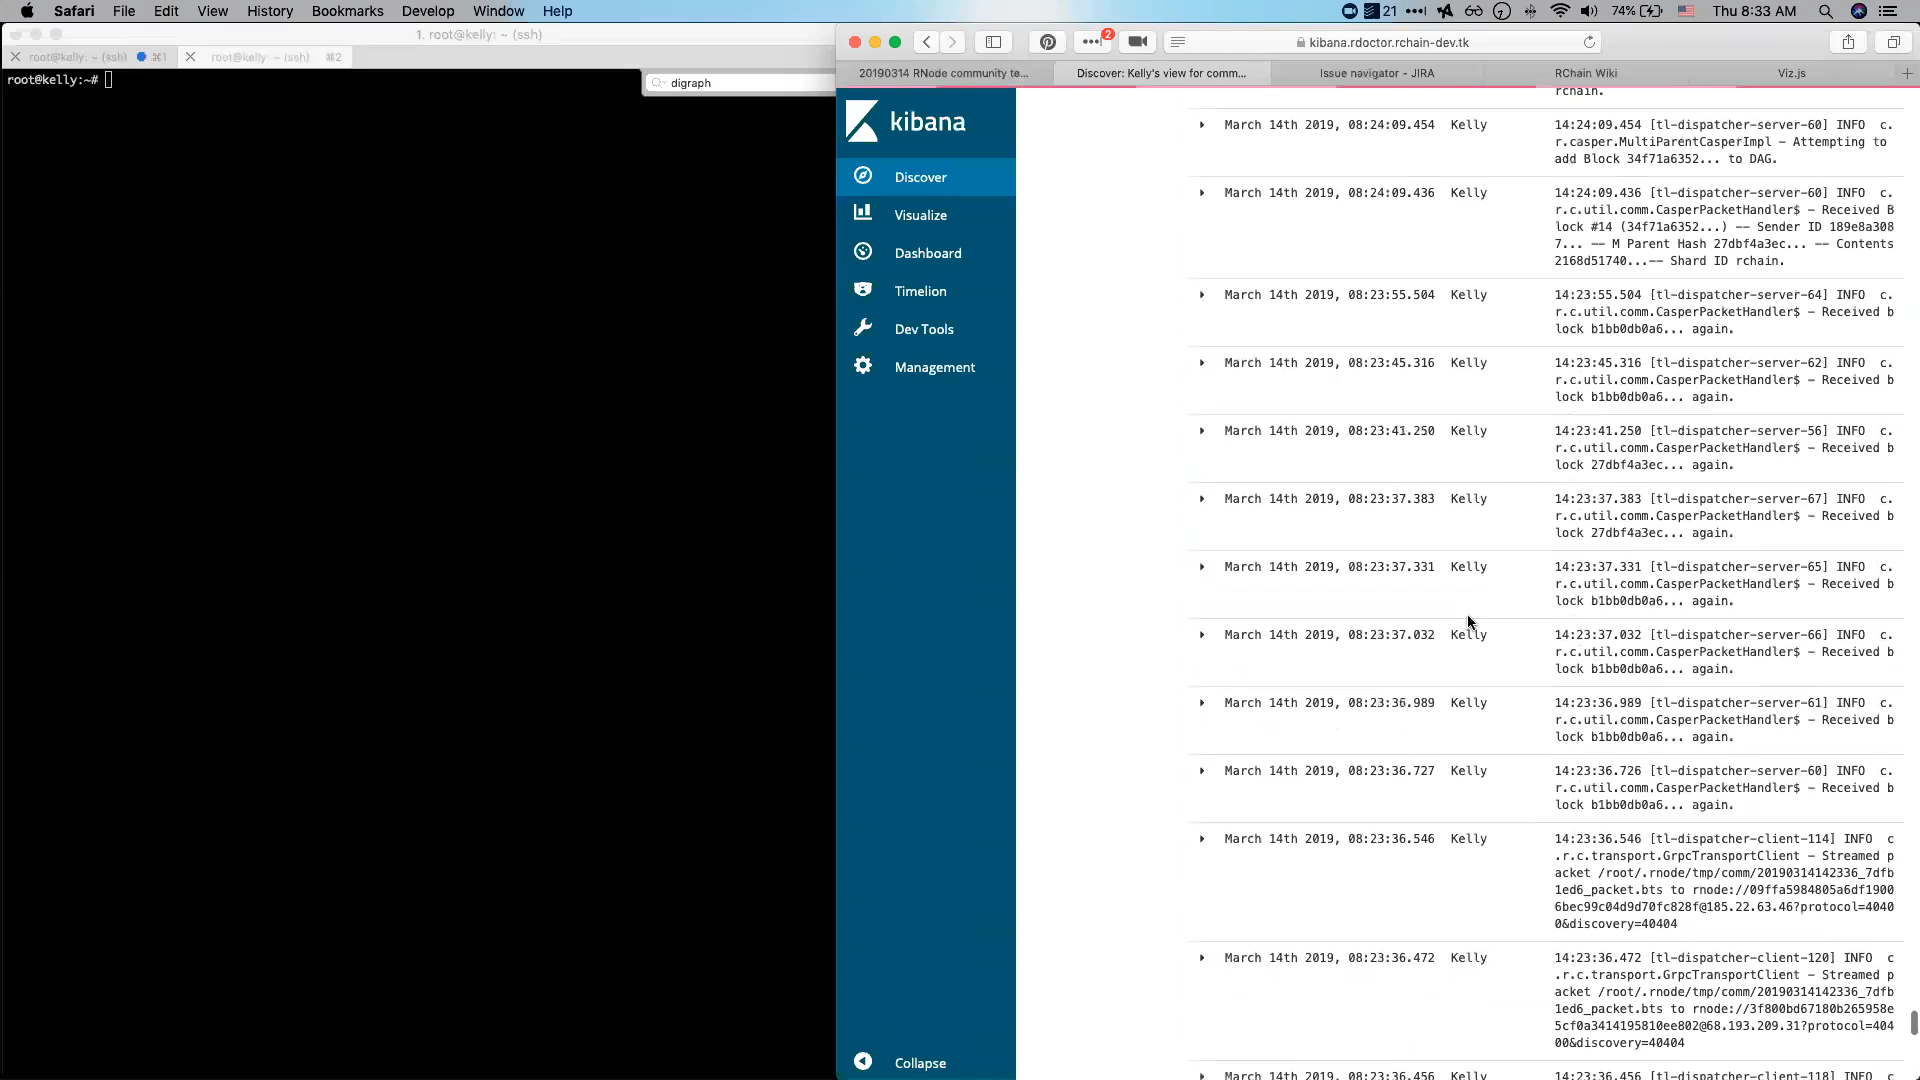 Safari File Edit View History Bookmarks Develop Window Help 21 74% Thu 8:33 AM
1. root@kelly: ~ (ssh)
root@kelly: ~ (ssh) ⌘1 root@kelly: ~ (ssh) ⌘2
root@kelly:~#
digraph
2
kibana.rdoctor.rchain-dev.tk
20190314 RNode community te... Discover: Kelly's view for comm... Issue navigator - JIRA RChain Wiki Viz.js
kibana
Discover
Visualize
Dashboard
Timelion
Dev Tools
Management
Collapse
rchain.
March 14th 2019, 08:24:09.454 Kelly 14:24:09.454 [tl-dispatcher-server-60] INFO c.
r.casper.MultiParentCasperImpl - Attempting to
add Block 34f71a6352... to DAG.
March 14th 2019, 08:24:09.436 Kelly 14:24:09.436 [tl-dispatcher-server-60] INFO c.
r.c.util.comm.CasperPacketHandler$ - Received B
lock #14 (34f71a6352...) -- Sender ID 189e8a308
7... -- M Parent Hash 27dbf4a3ec... -- Contents
2168d51740...-- Shard ID rchain.
March 14th 2019, 08:23:55.504 Kelly 14:23:55.504 [tl-dispatcher-server-64] INFO c.
r.c.util.comm.CasperPacketHandler$ - Received b
lock b1bb0db0a6... again.
March 14th 2019, 08:23:45.316 Kelly 14:23:45.316 [tl-dispatcher-server-62] INFO c.
r.c.util.comm.CasperPacketHandler$ - Received b
lock b1bb0db0a6... again.
March 14th 2019, 08:23:41.250 Kelly 14:23:41.250 [tl-dispatcher-server-56] INFO c.
r.c.util.comm.CasperPacketHandler$ - Received b
lock 27dbf4a3ec... again.
March 14th 2019, 08:23:37.383 Kelly 14:23:37.383 [tl-dispatcher-server-67] INFO c.
r.c.util.comm.CasperPacketHandler$ - Received b
lock 27dbf4a3ec... again.
March 14th 2019, 08:23:37.331 Kelly 14:23:37.331 [tl-dispatcher-server-65] INFO c.
r.c.util.comm.CasperPacketHandler$ - Received b
lock b1bb0db0a6... again.
March 14th 2019, 08:23:37.032 Kelly 14:23:37.032 [tl-dispatcher-server-66] INFO c.
r.c.util.comm.CasperPacketHandler$ - Received b
lock b1bb0db0a6... again.
March 14th 2019, 08:23:36.989 Kelly 14:23:36.989 [tl-dispatcher-server-61] INFO c.
r.c.util.comm.CasperPacketHandler$ - Received b
lock b1bb0db0a6... again.
March 14th 2019, 08:23:36.727 Kelly 14:23:36.726 [tl-dispatcher-server-60] INFO c.
r.c.util.comm.CasperPacketHandler$ - Received b
lock b1bb0db0a6... again.
March 14th 2019, 08:23:36.546 Kelly 14:23:36.546 [tl-dispatcher-client-114] INFO c
.r.c.transport.GrpcTransportClient - Streamed p
acket /root/.rnode/tmp/comm/20190314142336_7dfb
1ed6_packet.bts to rnode://09ffa5984805a6df1900
6bec99c04d9d70fc828f@185.22.63.46?protocol=4040
0&discovery=40404
March 14th 2019, 08:23:36.472 Kelly 14:23:36.472 [tl-dispatcher-client-120] INFO c
.r.c.transport.GrpcTransportClient - Streamed p
acket /root/.rnode/tmp/comm/20190314142336_7dfb
1ed6_packet.bts to rnode://3f800bd67180b265958e
5cf0a3414195810ee802@68.193.209.31?protocol=404
00&discovery=40404
March 14th 2019, 08:23:36.456 Kelly 14:23:36.456 [tl-dispatcher-client-118] INFO c